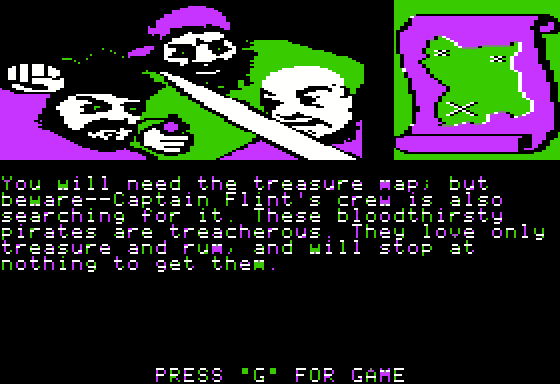 You will need the treasure map; but
beware--Captain Flint's crew is also
searching for it. These bloodthirsty
pirates are treacherous. They love only
treasure and rum, and will stop at
nothing to get them.
PRESS "G" FOR GAME